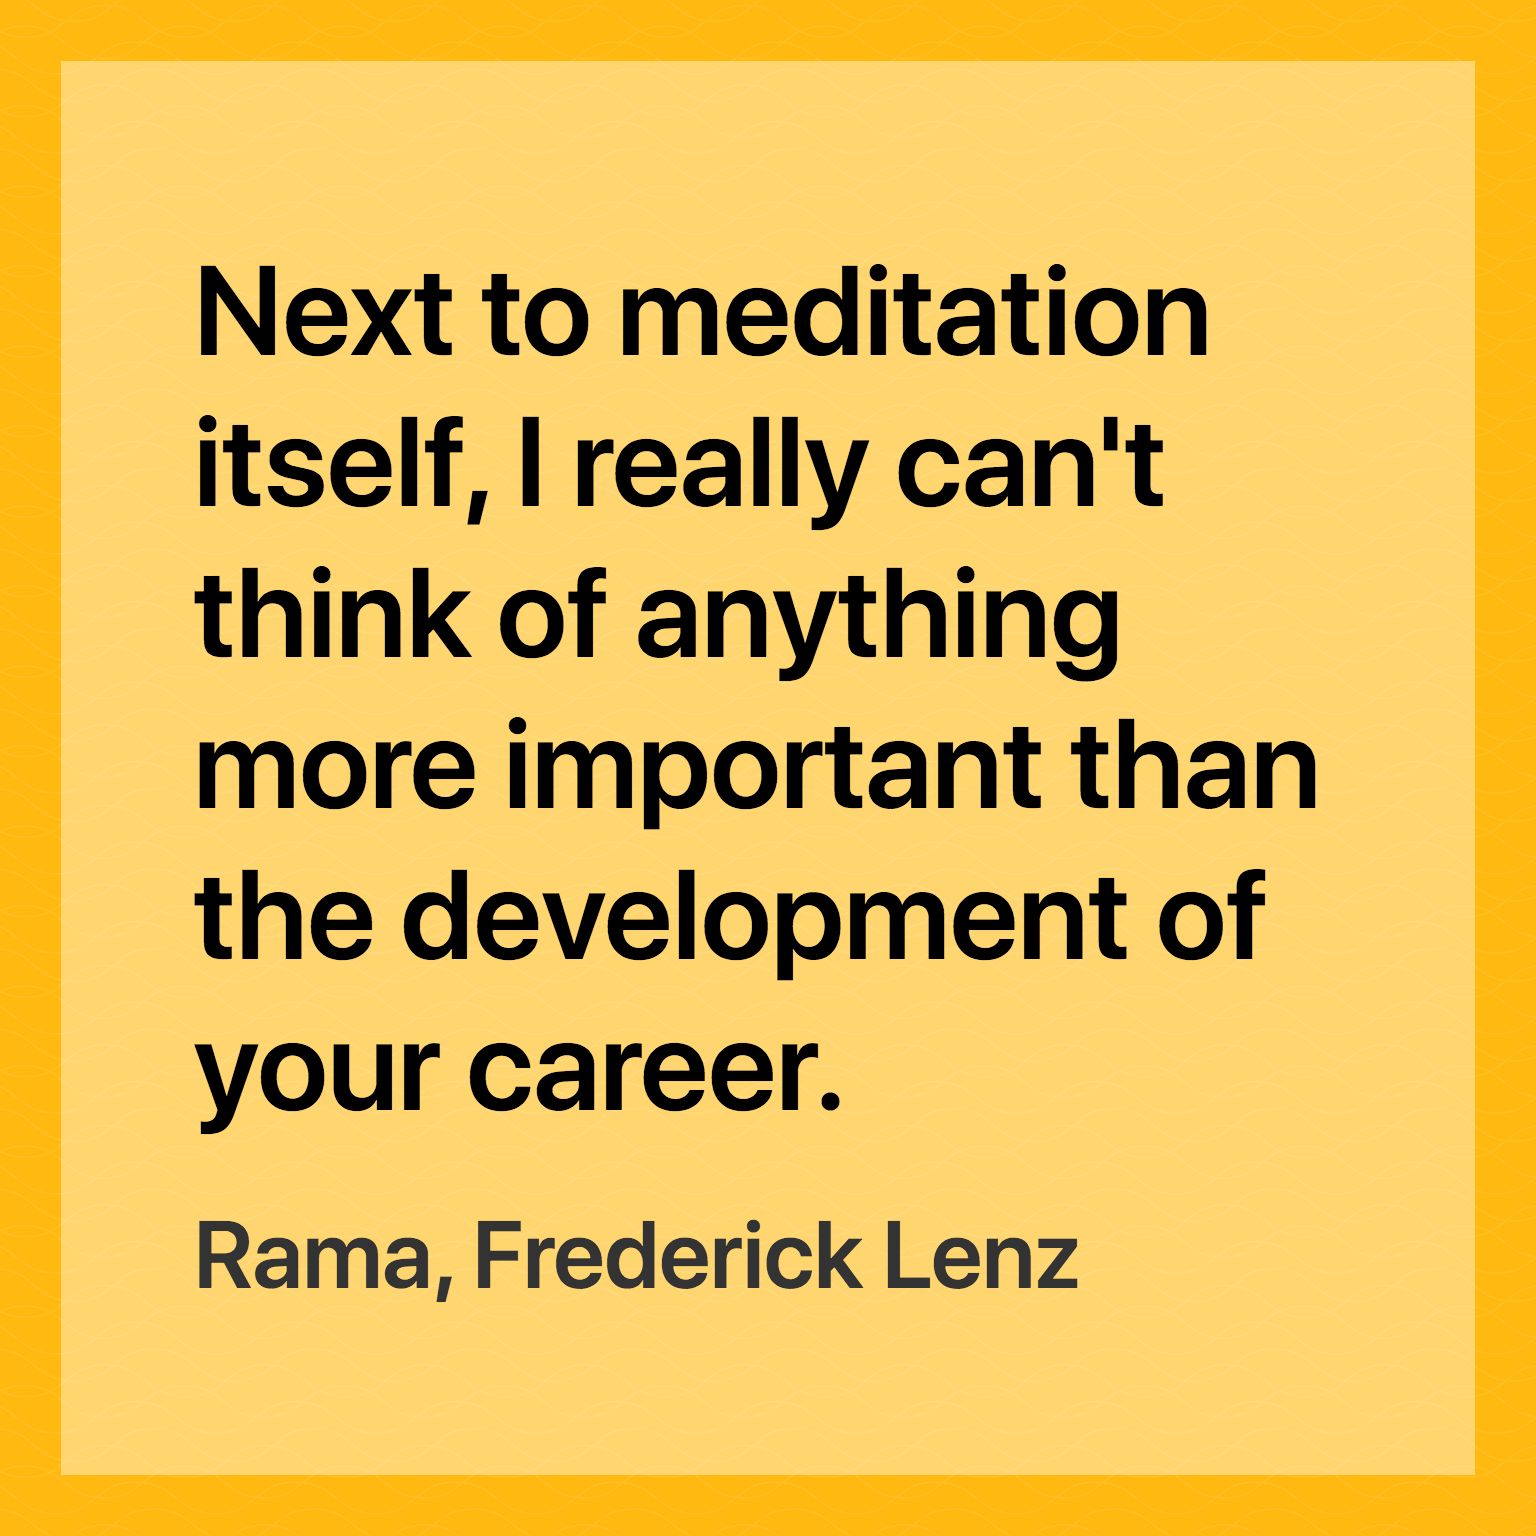 Next to meditation
itself, I really can't
think of anything
more important than
the development of
your career.
Rama, Frederick Lenz